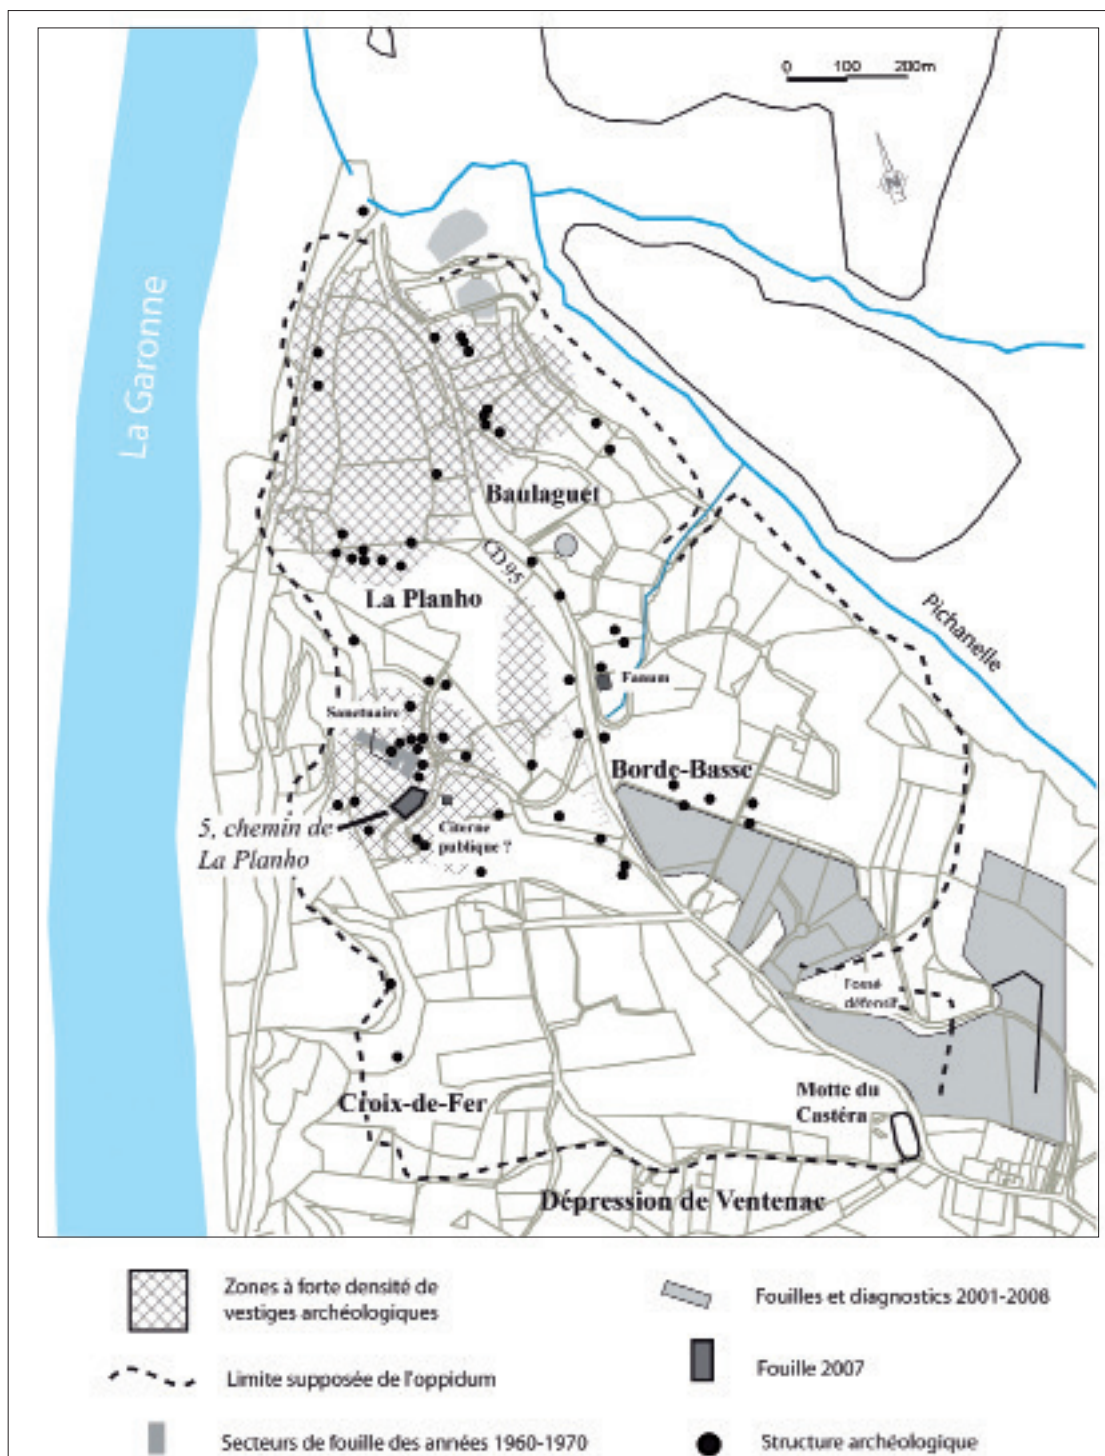 0 100 200m
N
La Garonne
Baulaguet
CD 95
La Planho
Pichanelle
Fanum
Sanctuaire
Borde-Basse
5, chemin de
La Planho
Citerne
publique ?
Fossé
défensif
Motte du
Castéra
Croix-de-Fer
Dépression de Ventenac
Zones à forte densité de
vestiges archéologiques
Fouilles et diagnostics 2001-2006
Limite supposée de l'oppidum
Fouille 2007
Secteurs de fouille des années 1960-1970
Structure archéologique